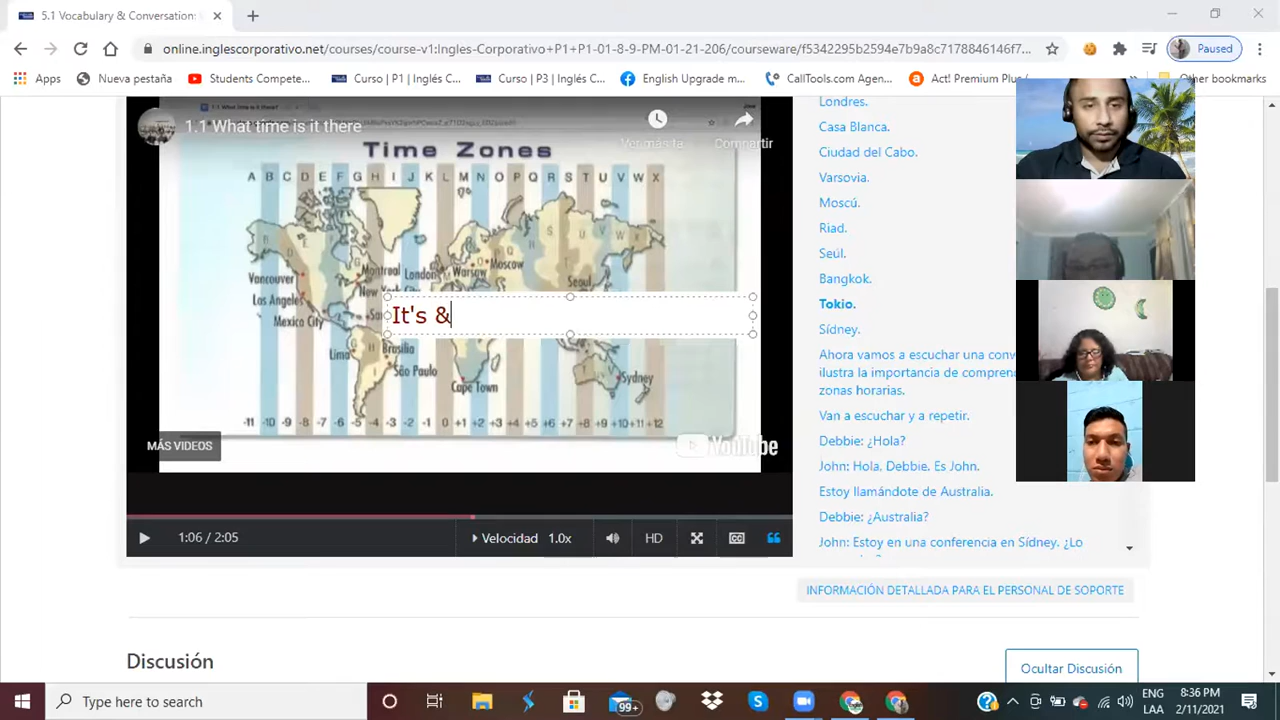 5.1 Vocabulary & Conversations
online.inglescorporativo.net/courses/course-v1:Ingles-Corporativo+P1+P1-01-8-9-PM-01-21-206/courseware/f5342295b2594e7b9a8c7178846146f7...
Paused
Apps
Nueva pestaña
Students Compete...
Curso | P1 | Inglés C...
Curso | P3 | Inglés C...
English Upgrade m...
CallTools.com Agen...
Act! Premium Plus
Other bookmarks
1.1 What time is it there
Ver más ta
Compartir
Time Zones
A B C D E F G H I J K L M N O P Q R S T U V W X
Vancouver
Montreal
London
Warsaw
Moscow
Los Angeles
New York City
Seoul
Mexico City
It's &
Lima
Brasilia
São Paulo
Cape Town
Sydney
-11 -10 -9 -8 -7 -6 -5 -4 -3 -2 -1 0 +1 +2 +3 +4 +5 +6 +7 +8 +9 +10 +11 +12
MÁS VIDEOS
YouTube
1:06 / 2:05
Velocidad 1.0x
HD
Londres.
Casa Blanca.
Ciudad del Cabo.
Varsovia.
Moscú.
Riad.
Seúl.
Bangkok.
Tokio.
Sídney.
Ahora vamos a escuchar una conv
ilustra la importancia de comprend
zonas horarias.
Van a escuchar y a repetir.
Debbie: ¿Hola?
John: Hola, Debbie. Es John.
Estoy llamándote de Australia.
Debbie: ¿Australia?
John: Estoy en una conferencia en Sídney. ¿Lo
INFORMACIÓN DETALLADA PARA EL PERSONAL DE SOPORTE
Discusión
Ocultar Discusión
Type here to search
99+
ENG
LAA
8:36 PM
2/11/2021